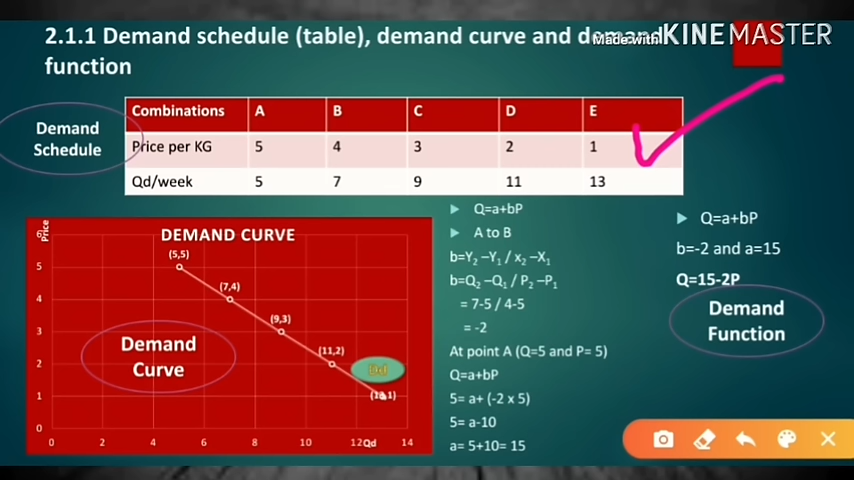 2.1.1 Demand schedule (table), demand curve and demand
function
Made with KINEMASTER
Demand
Schedule
Combinations A B C D E
Price per KG 5 4 3 2 1
Qd/week 5 7 9 11 13
DEMAND CURVE
Price
6
5
4
3
2
1
0
0 2 4 6 8 10 12 14
Qd
(5,5)
(7,4)
(9,3)
(11,2)
(13,1)
Dd
Demand
Curve
Q=a+bP
A to B
b=Y₂ –Y₁ / x₂ –X₁
b=Q₂ –Q₁ / P₂ –P₁
= 7-5 / 4-5
= -2
At point A (Q=5 and P= 5)
Q=a+bP
5= a+ (-2 x 5)
5= a-10
a= 5+10= 15
Q=a+bP
b=-2 and a=15
Q=15-2P
Demand
Function